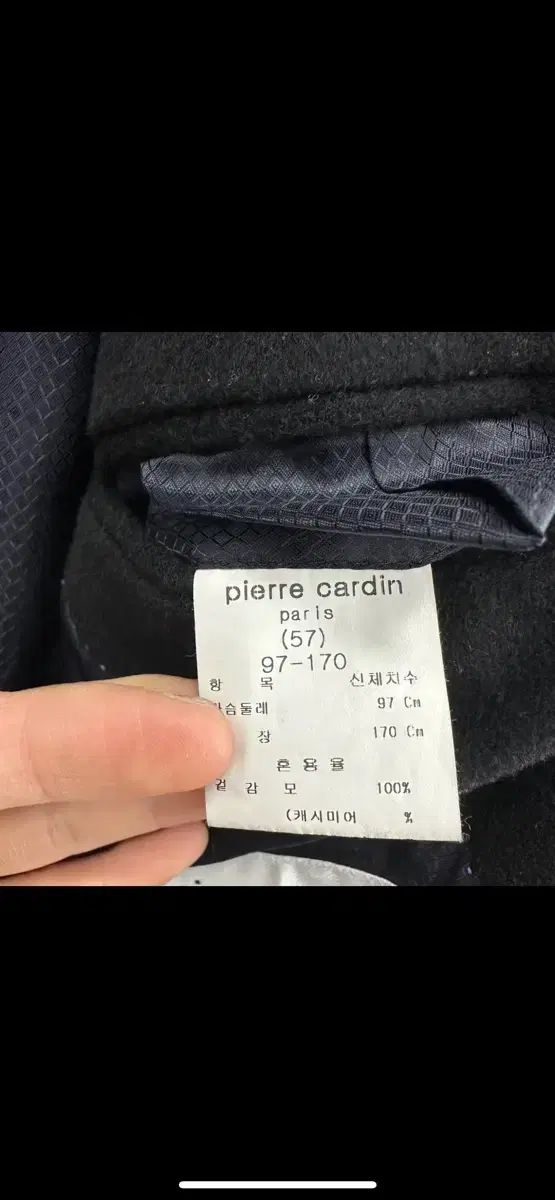 pierre cardin
paris
(57)
97-170
항 목 신체치수
슴둘레 97 Cm
장 170 Cm
혼용율
겉감 모 100%
(캐시미어 %